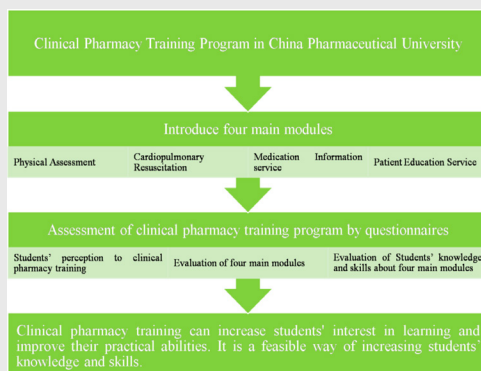 Clinical Pharmacy Training Program in China Pharmaceutical University
Introduce four main modules
Physical Assessment
Cardiopulmonary
Resuscitation
Medication Information
service
Patient Education Service
Assessment of clinical pharmacy training program by questionnaires
Students' perception to clinical
pharmacy training
Evaluation of four main modules
Evaluation of Students' knowledge
and skills about four main modules
Clinical pharmacy training can increase students' interest in learning and
improve their practical abilities. It is a feasible way of increasing students'
knowledge and skills.